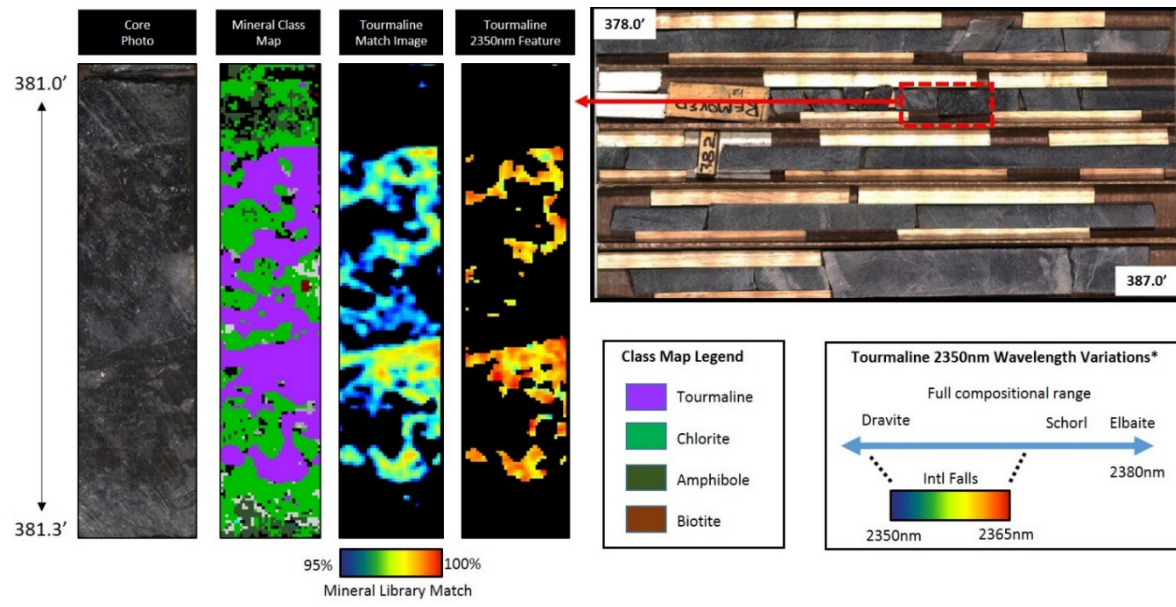 Core
Photo
Mineral Class
Map
Tourmaline
Match Image
Tourmaline
2350nm Feature
381.0’
381.3’
95%
100%
Mineral Library Match
378.0’
REMOVED
382
387.0’
Class Map Legend
Tourmaline
Chlorite
Amphibole
Biotite
Tourmaline 2350nm Wavelength Variations*
Full compositional range
Dravite
Schorl
Elbaite
2380nm
Intl Falls
2350nm
2365nm